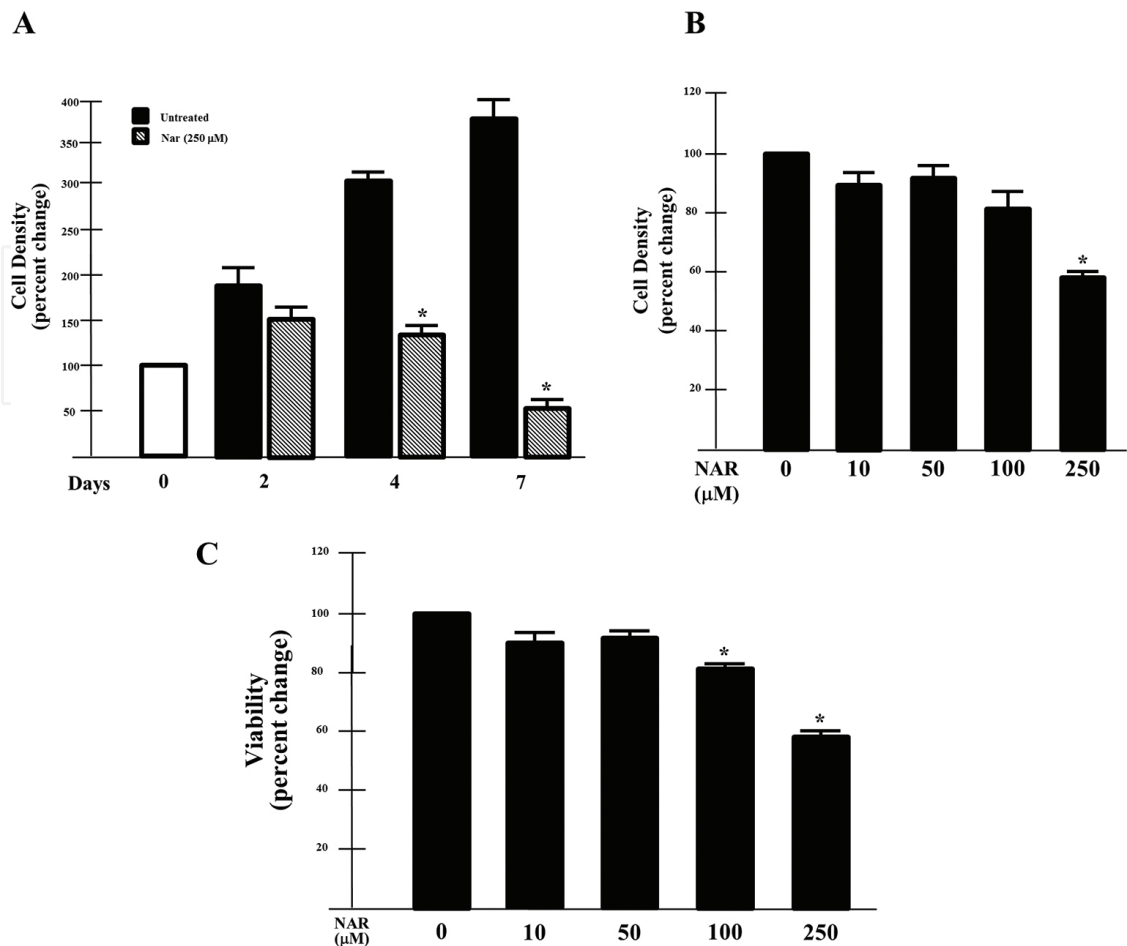 A
400
350
300
250
200
150
100
50
Cell Density
(percent change)
Untreated
Nar (250 μM)
*
*
Days 0 2 4 7
B
120
100
80
60
40
20
Cell Density
(percent change)
*
NAR 0 10 50 100 250
(μM)
C
120
100
80
60
40
20
Viability
(percent change)
*
*
NAR 0 10 50 100 250
(μM)